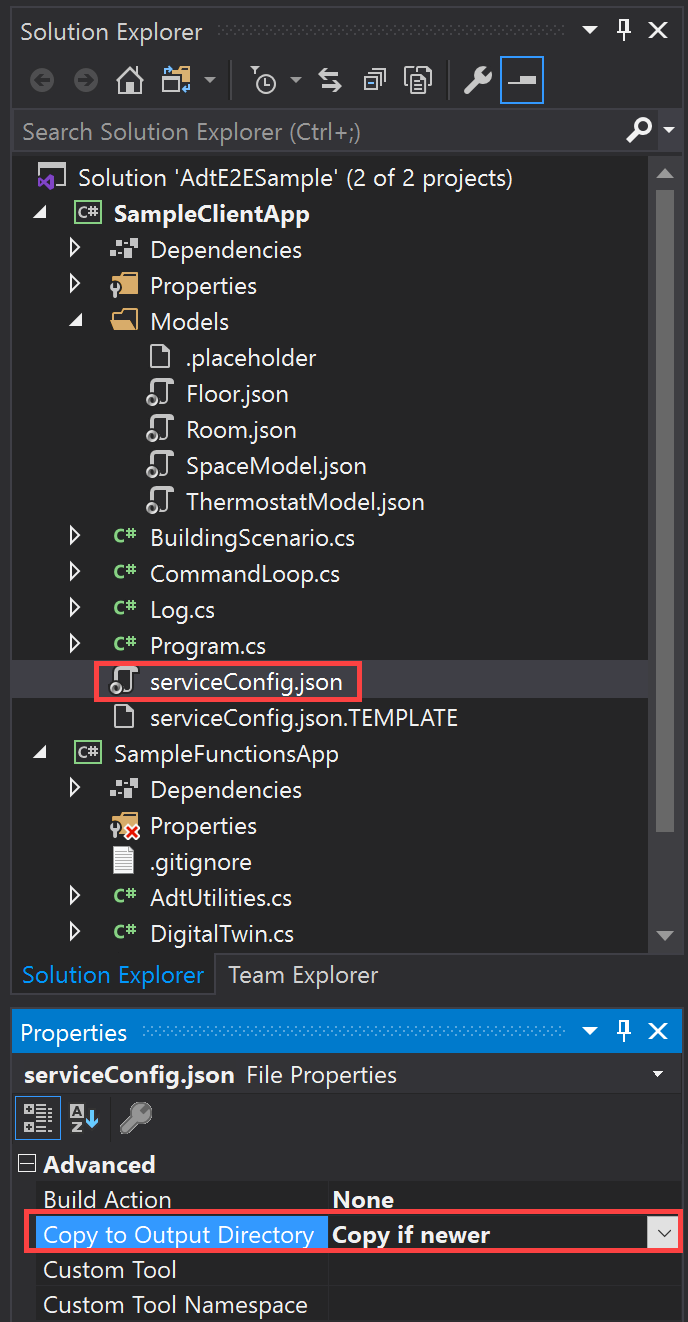 Solution Explorer
Search Solution Explorer (Ctrl+;)
Solution 'AdtE2ESample' (2 of 2 projects)
C# SampleClientApp
Dependencies
Properties
Models
.placeholder
Floor.json
Room.json
SpaceModel.json
ThermostatModel.json
C# BuildingScenario.cs
C# CommandLoop.cs
C# Log.cs
C# Program.cs
serviceConfig.json
serviceConfig.json.TEMPLATE
C# SampleFunctionsApp
Dependencies
Properties
.gitignore
C# AdtUtilities.cs
C# DigitalTwin.cs
Solution Explorer Team Explorer
Properties
serviceConfig.json File Properties
A
Z
Advanced
Build Action None
Copy to Output Directory Copy if newer
Custom Tool
Custom Tool Namespace